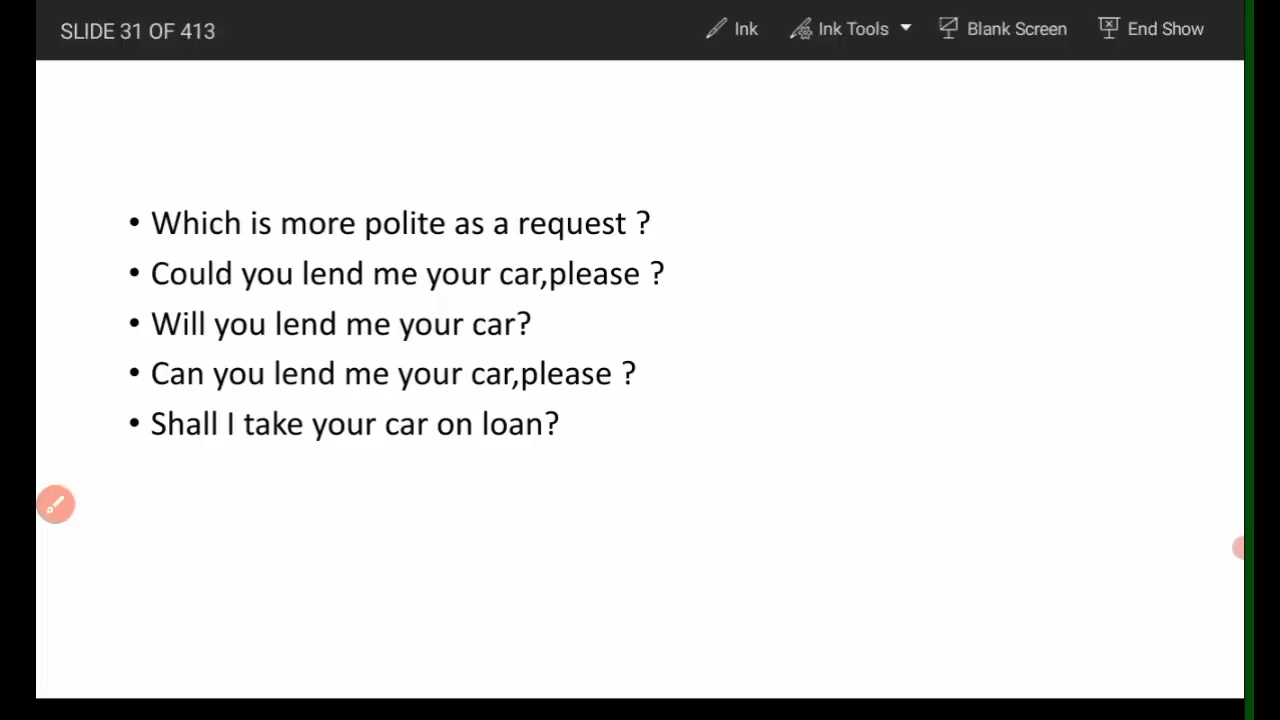 SLIDE 31 OF 413 Ink Ink Tools Blank Screen End Show
• Which is more polite as a request ?
• Could you lend me your car,please ?
• Will you lend me your car?
• Can you lend me your car,please ?
• Shall I take your car on loan?